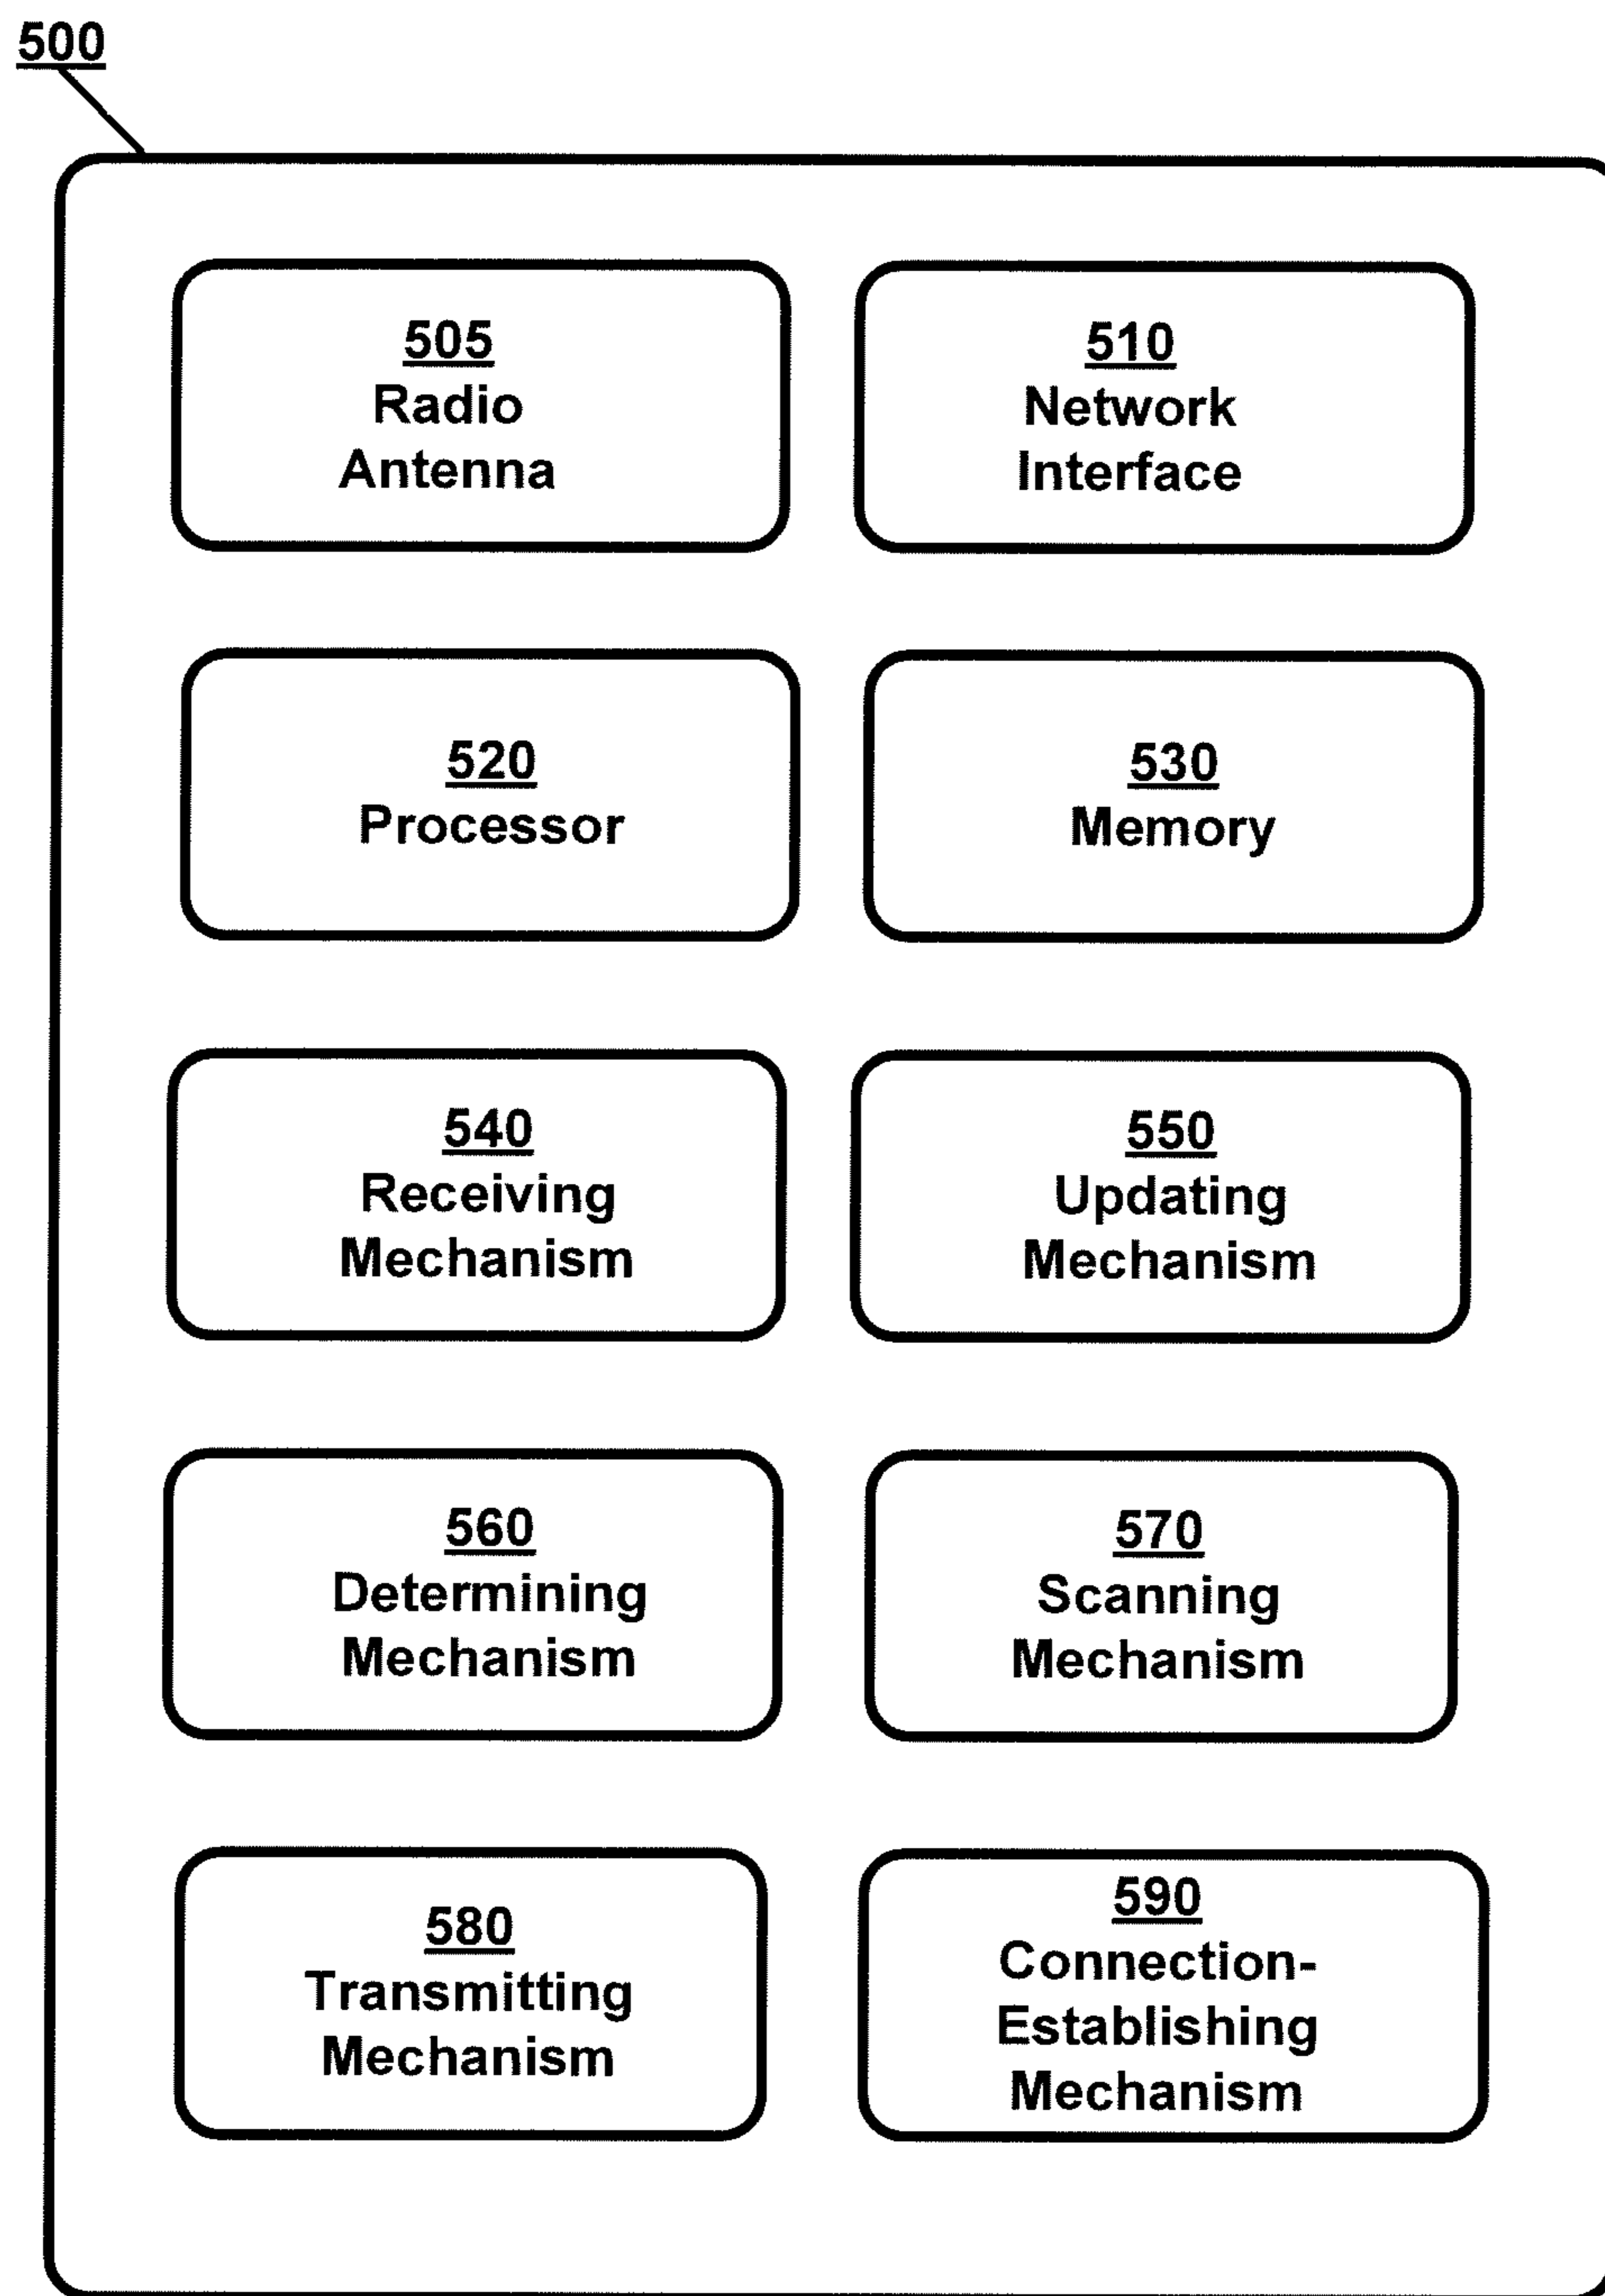 500
505
Radio
Antenna
510
Network
Interface
520
Processor
530
Memory
540
Receiving
Mechanism
550
Updating
Mechanism
560
Determining
Mechanism
570
Scanning
Mechanism
580
Transmitting
Mechanism
590
Connection-
Establishing
Mechanism